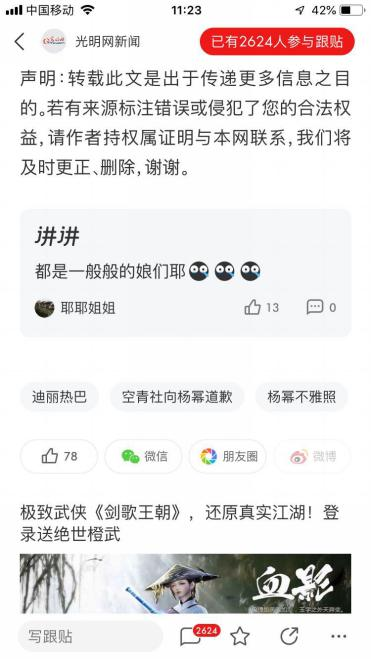 中国移动
11:23
42%
光明网新闻
已有2624人参与跟贴
声明：转载此文是出于传递更多信息之目
的。若有来源标注错误或侵犯了您的合法权
益，请作者持权属证明与本网联系，我们将
及时更正、删除，谢谢。
讲讲
都是一般般的娘们耶
耶耶姐姐
13
0
迪丽热巴
空青社向杨幂道歉
杨幂不雅照
78
微信
朋友圈
微博
极致武侠《剑歌王朝》，还原真实江湖！登
录送绝世橙武
血影
写跟贴
2624